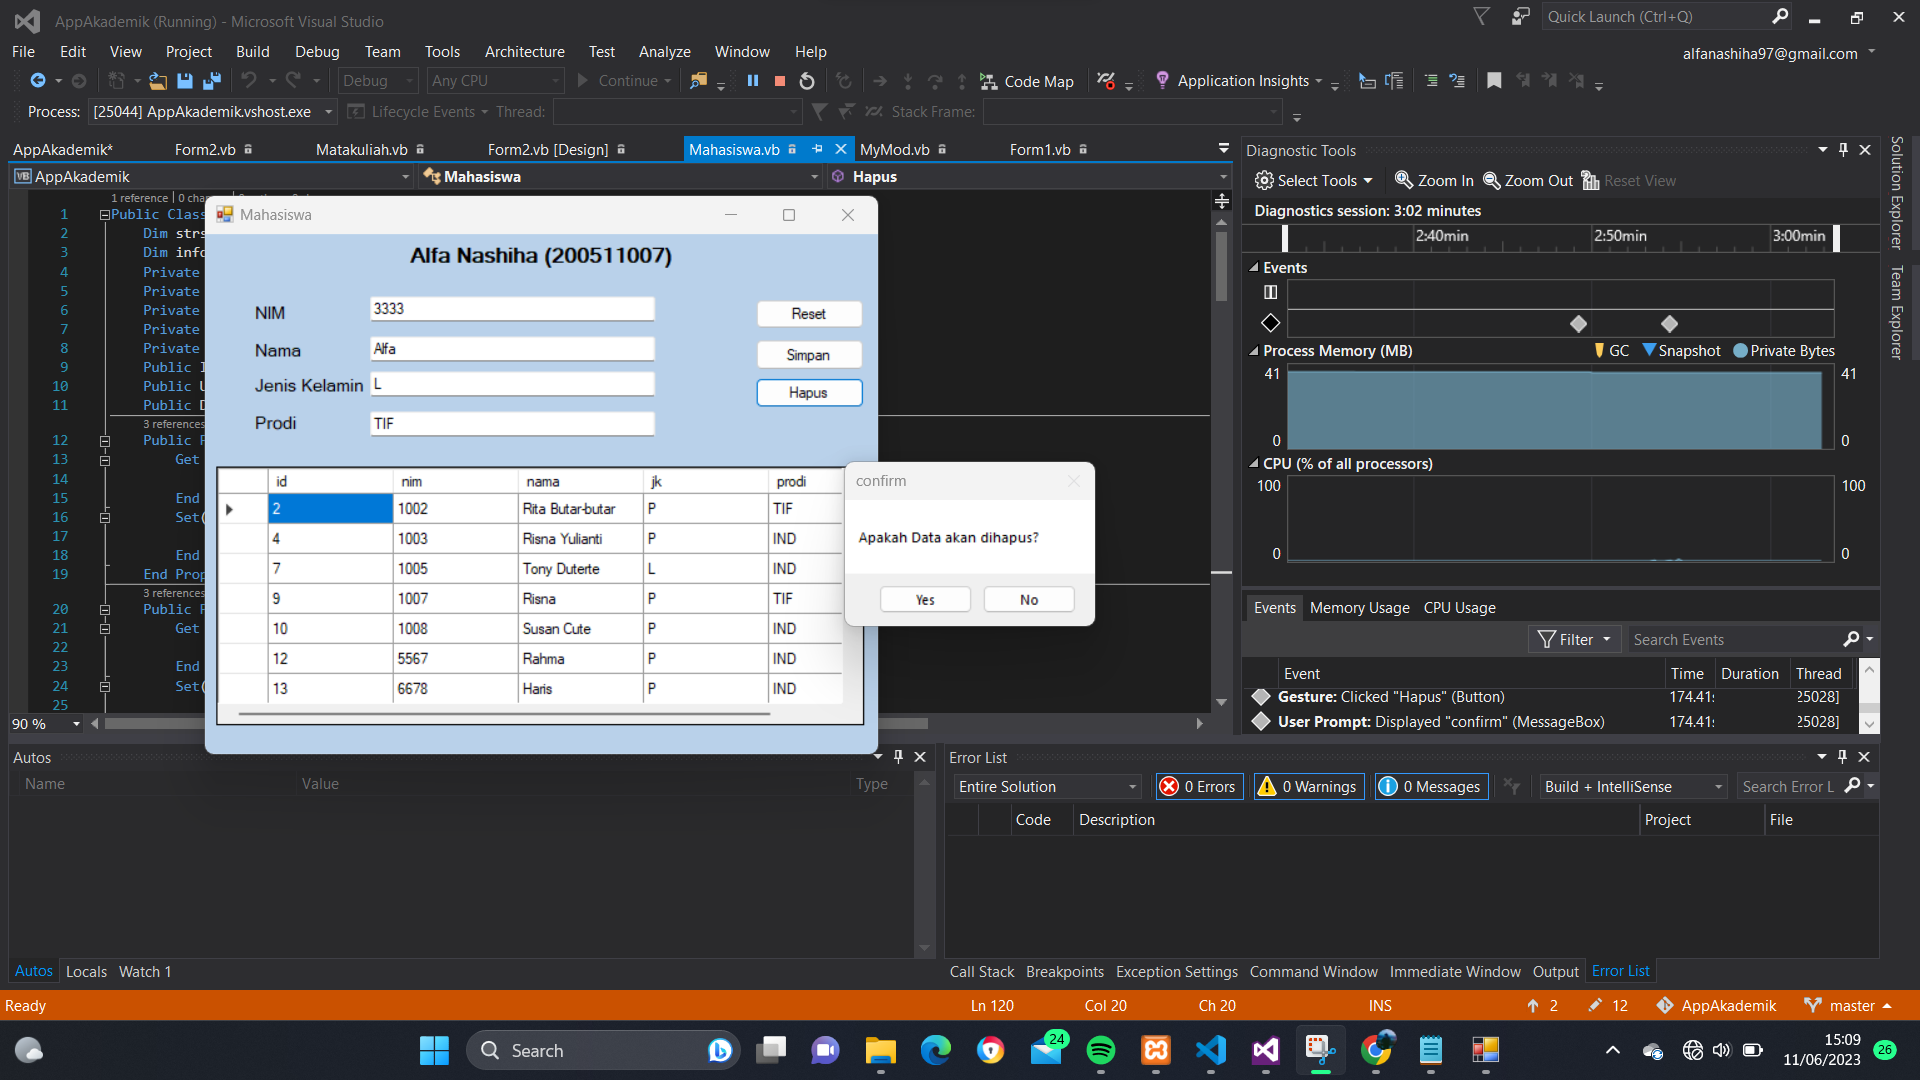 AppAkademik (Running) - Microsoft Visual Studio
Quick Launch (Ctrl+Q)
File Edit View Project Build Debug Team Tools Architecture Test Analyze Window Help
alfanashiha97@gmail.com
Debug Any CPU Continue Code Map Application Insights
Process: [25044] AppAkademik.vshost.exe Lifecycle Events Thread: Stack Frame:
AppAkademik* Form2.vb Matakuliah.vb Form2.vb [Design] Mahasiswa.vb MyMod.vb Form1.vb
VB AppAkademik Mahasiswa Hapus
1 reference | 0 char
1 Public Clas
2 Dim strs
3 Dim info
4 Private
5 Private
6 Private
7 Private
8 Private
9 Public I
10 Public U
11 Public D
3 references
12 Public P
13 Get
14
15 End
16 Set(
17
18 End
19 End Prop
3 references
20 Public P
21 Get
22
23 End
24 Set(
25
90 %
Mahasiswa
Alfa Nashiha (200511007)
NIM 3333 Reset
Nama Alfa Simpan
Jenis Kelamin L Hapus
Prodi TIF
id nim nama jk prodi
2 1002 Rita Butar-butar P TIF
4 1003 Risna Yulianti P IND
7 1005 Tony Duterte L IND
9 1007 Risna P TIF
10 1008 Susan Cute P IND
12 5567 Rahma P IND
13 6678 Haris P IND
confirm
Apakah Data akan dihapus?
Yes No
Diagnostic Tools
Select Tools Zoom In Zoom Out Reset View
Diagnostics session: 3:02 minutes
2:40min 2:50min 3:00min
Events
Process Memory (MB) GC Snapshot Private Bytes
41 41
0 0
CPU (% of all processors)
100 100
0 0
Events Memory Usage CPU Usage
Filter Search Events
Event Time Duration Thread
Gesture: Clicked "Hapus" (Button) 174.41s 25028]
User Prompt: Displayed "confirm" (MessageBox) 174.41s 25028]
Solution Explorer
Team Explorer
Autos
Name Value Type
Autos Locals Watch 1
Error List
Entire Solution 0 Errors 0 Warnings 0 Messages Build + IntelliSense Search Error L
Code Description Project File
Call Stack Breakpoints Exception Settings Command Window Immediate Window Output Error List
Ready Ln 120 Col 20 Ch 20 INS 2 12 AppAkademik master
Search 24
15:09
11/06/2023
26